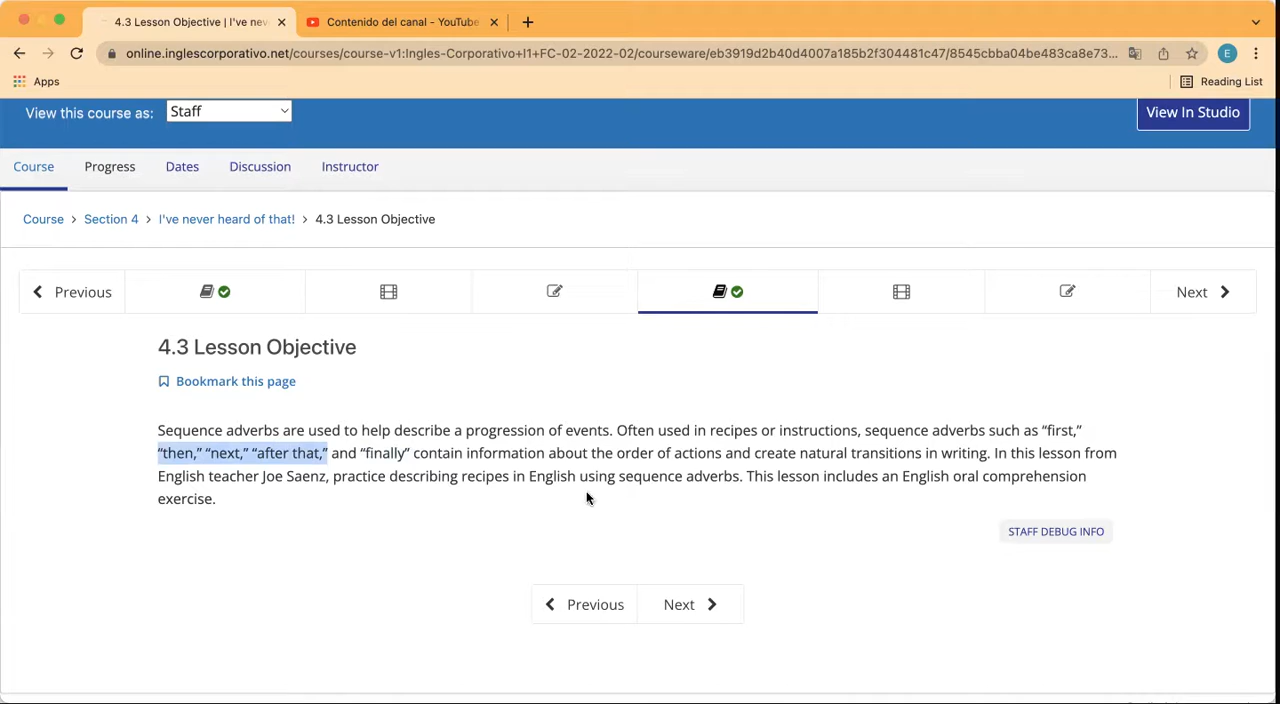 4.3 Lesson Objective | I've nev
Contenido del canal - YouTube
online.inglescorporativo.net/courses/course-v1:Ingles-Corporativo+I1+FC-02-2022-02/courseware/eb3919d2b40d4007a185b2f304481c47/8545cbba04be483ca8e73...
E
Apps
Reading List
View this course as:
Staff
View In Studio
Course
Progress
Dates
Discussion
Instructor
Course > Section 4 > I've never heard of that! > 4.3 Lesson Objective
Previous
Next
4.3 Lesson Objective
Bookmark this page
Sequence adverbs are used to help describe a progression of events. Often used in recipes or instructions, sequence adverbs such as “first,”
“then,” “next,” “after that,” and “finally” contain information about the order of actions and create natural transitions in writing. In this lesson from
English teacher Joe Saenz, practice describing recipes in English using sequence adverbs. This lesson includes an English oral comprehension
exercise.
STAFF DEBUG INFO
Previous
Next